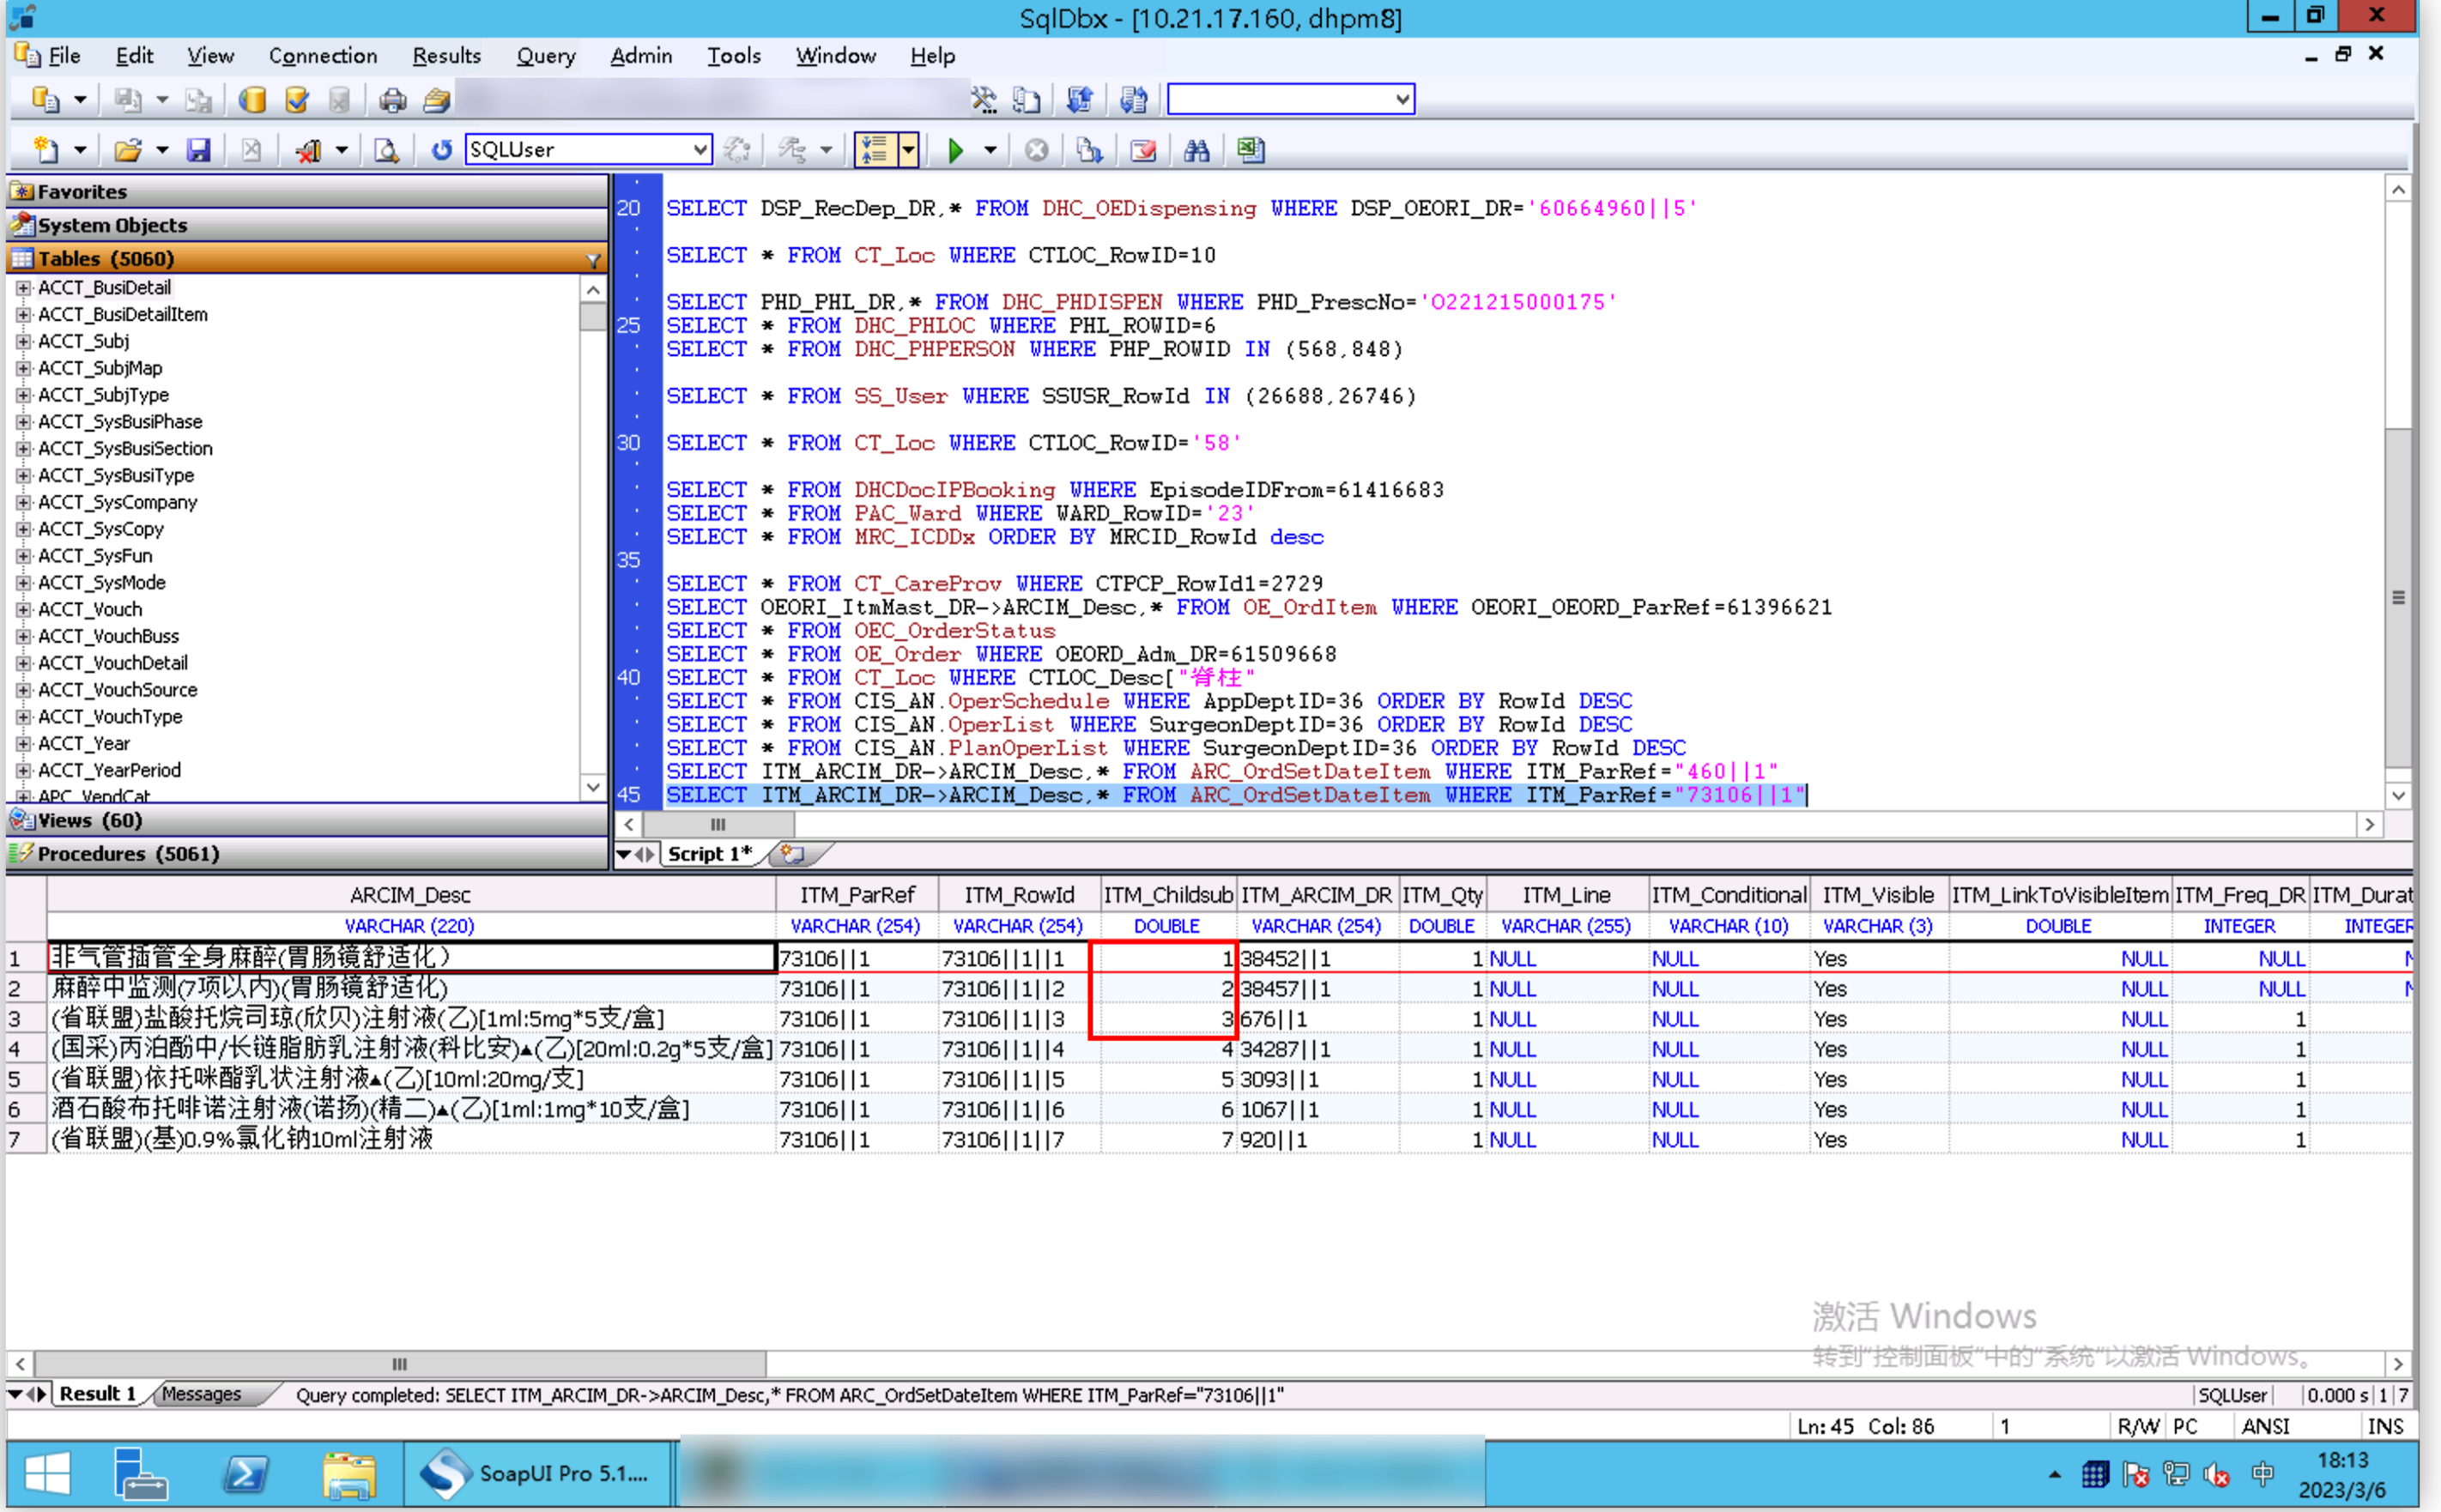 SqlDbx - [10.21.17.160, dhpm8]
File Edit View Connection Results Query Admin Tools Window Help
SQLUser
Favorites
System Objects
Tables (5060)
ACCT_BusiDetail
ACCT_BusiDetailItem
ACCT_Subj
ACCT_SubjMap
ACCT_SubjType
ACCT_SysBusiPhase
ACCT_SysBusiSection
ACCT_SysBusiType
ACCT_SysCompany
ACCT_SysCopy
ACCT_SysFun
ACCT_SysMode
ACCT_Vouch
ACCT_VouchBuss
ACCT_VouchDetail
ACCT_VouchSource
ACCT_VouchType
ACCT_Year
ACCT_YearPeriod
APC_VendCat
Views (60)
Procedures (5061)
20 SELECT DSP_RecDep_DR,* FROM DHC_OEDispensing WHERE DSP_OEORI_DR='60664960||5'
SELECT * FROM CT_Loc WHERE CTLOC_RowID=10
SELECT PHD_PHL_DR,* FROM DHC_PHDISPEN WHERE PHD_PrescNo='O221215000175'
25 SELECT * FROM DHC_PHLOC WHERE PHL_ROWID=6
SELECT * FROM DHC_PHPERSON WHERE PHP_ROWID IN (568,848)
SELECT * FROM SS_User WHERE SSUSR_RowId IN (26688,26746)
30 SELECT * FROM CT_Loc WHERE CTLOC_RowID='58'
SELECT * FROM DHCDocIPBooking WHERE EpisodeIDFrom=61416683
SELECT * FROM PAC_Ward WHERE WARD_RowID='23'
SELECT * FROM MRC_ICDDx ORDER BY MRCID_RowId desc
35
SELECT * FROM CT_CareProv WHERE CTPCP_RowId1=2729
SELECT OEORI_ItmMast_DR->ARCIM_Desc,* FROM OE_OrdItem WHERE OEORI_OEORD_ParRef=61396621
SELECT * FROM OEC_OrderStatus
SELECT * FROM OE_Order WHERE OEORD_Adm_DR=61509668
40 SELECT * FROM CT_Loc WHERE CTLOC_Desc["脊柱"
SELECT * FROM CIS_AN.OperSchedule WHERE AppDeptID=36 ORDER BY RowId DESC
SELECT * FROM CIS_AN.OperList WHERE SurgeonDeptID=36 ORDER BY RowId DESC
SELECT * FROM CIS_AN.PlanOperList WHERE SurgeonDeptID=36 ORDER BY RowId DESC
SELECT ITM_ARCIM_DR->ARCIM_Desc,* FROM ARC_OrdSetDateItem WHERE ITM_ParRef="460||1"
45 SELECT ITM_ARCIM_DR->ARCIM_Desc,* FROM ARC_OrdSetDateItem WHERE ITM_ParRef="73106||1"
Script 1*
ARCIM_Desc ITM_ParRef ITM_RowId ITM_Childsub ITM_ARCIM_DR ITM_Qty ITM_Line ITM_Conditional ITM_Visible ITM_LinkToVisibleItem ITM_Freq_DR ITM_Durat
VARCHAR (220) VARCHAR (254) VARCHAR (254) DOUBLE VARCHAR (254) DOUBLE VARCHAR (255) VARCHAR (10) VARCHAR (3) DOUBLE INTEGER INTEGER
1 非气管插管全身麻醉(胃肠镜舒适化) 73106||1 73106||1||1 1 38452||1 1 NULL NULL Yes NULL NULL
2 麻醉中监测(7项以内)(胃肠镜舒适化) 73106||1 73106||1||2 2 38457||1 1 NULL NULL Yes NULL NULL
3 (省联盟)盐酸托烷司琼(欣贝)注射液(乙)[1ml:5mg*5支/盒] 73106||1 73106||1||3 3 676||1 1 NULL NULL Yes NULL 1
4 (国采)丙泊酚中/长链脂肪乳注射液(科比安)▲(乙)[20ml:0.2g*5支/盒] 73106||1 73106||1||4 4 34287||1 1 NULL NULL Yes NULL 1
5 (省联盟)依托咪酯乳状注射液▲(乙)[10ml:20mg/支] 73106||1 73106||1||5 5 3093||1 1 NULL NULL Yes NULL 1
6 酒石酸布托啡诺注射液(诺扬)(精二)▲(乙)[1ml:1mg*10支/盒] 73106||1 73106||1||6 6 1067||1 1 NULL NULL Yes NULL 1
7 (省联盟)(基)0.9%氯化钠10ml注射液 73106||1 73106||1||7 7 920||1 1 NULL NULL Yes NULL 1
激活 Windows
转到"控制面板"中的"系统"以激活 Windows。
Result 1 Messages Query completed: SELECT ITM_ARCIM_DR->ARCIM_Desc,* FROM ARC_OrdSetDateItem WHERE ITM_ParRef="73106||1" SQLUser 0.000 s 1 7
Ln: 45 Col: 86 1 R/W PC ANSI INS
SoapUI Pro 5.1.... 中 18:13
2023/3/6